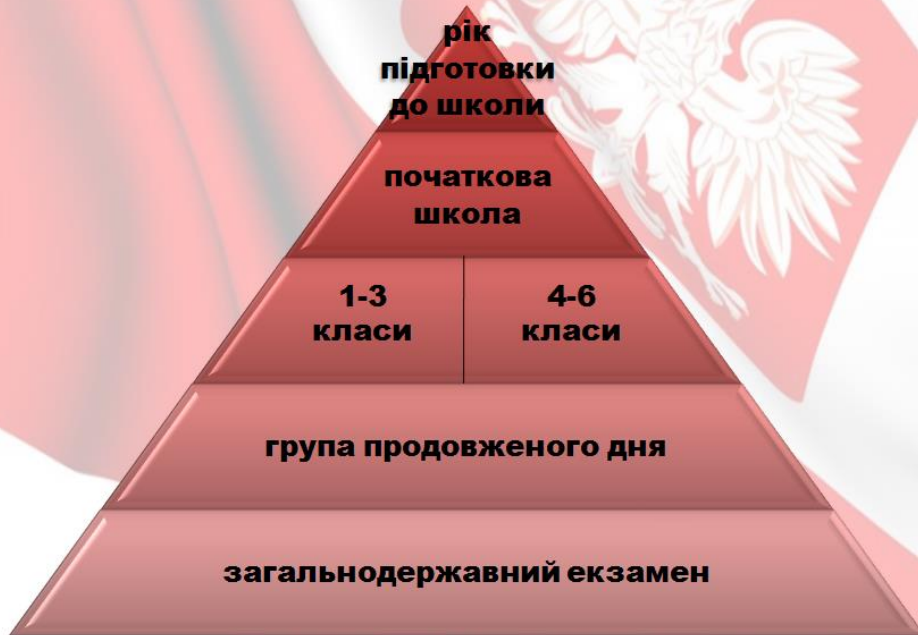 рік
підготовки
до школи
початкова
школа
1-3
класи
4-6
класи
група продовженого дня
загальнодержавний екзамен